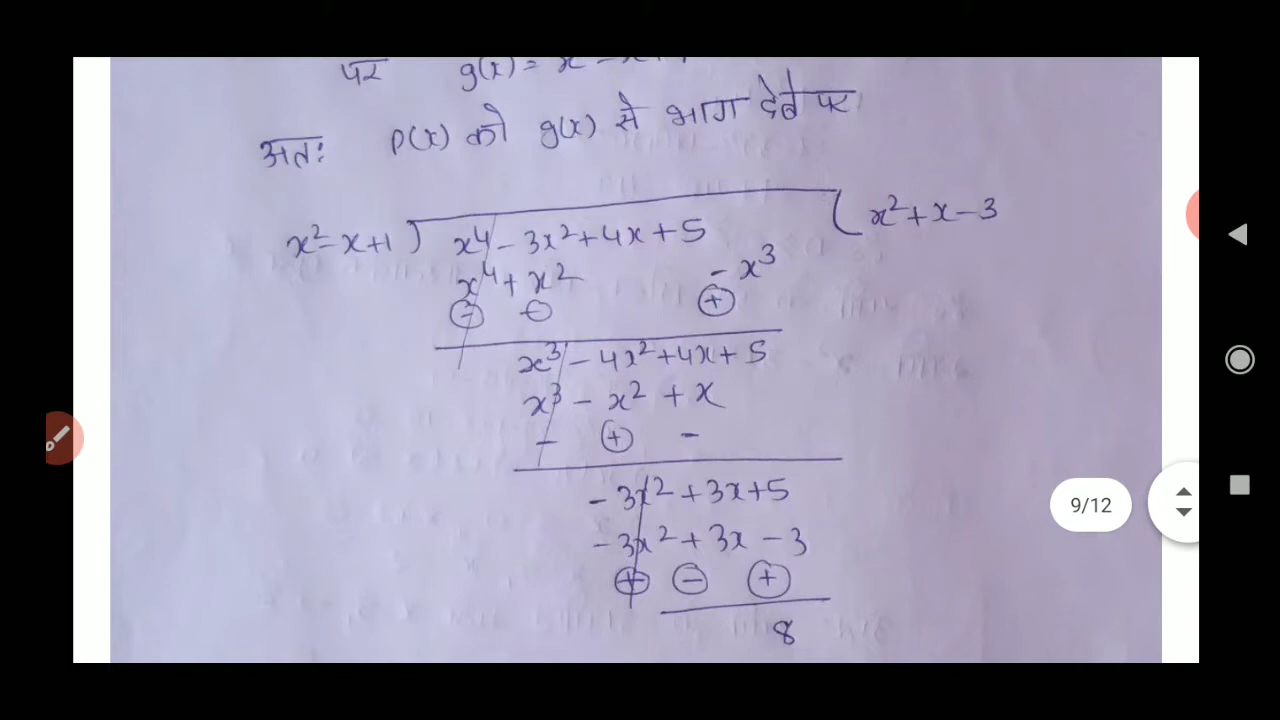 पर g(x) =
अतः P(x) को g(x) से भाग देने पर
x²-x+1) x⁴-3x²+4x+5 (x²+x-3
x⁴+x² -x³
- - +
x³-4x²+4x+5
x³-x²+x
- + -
-3x²+3x+5
-3x²+3x-3
+ - +
8
9/12